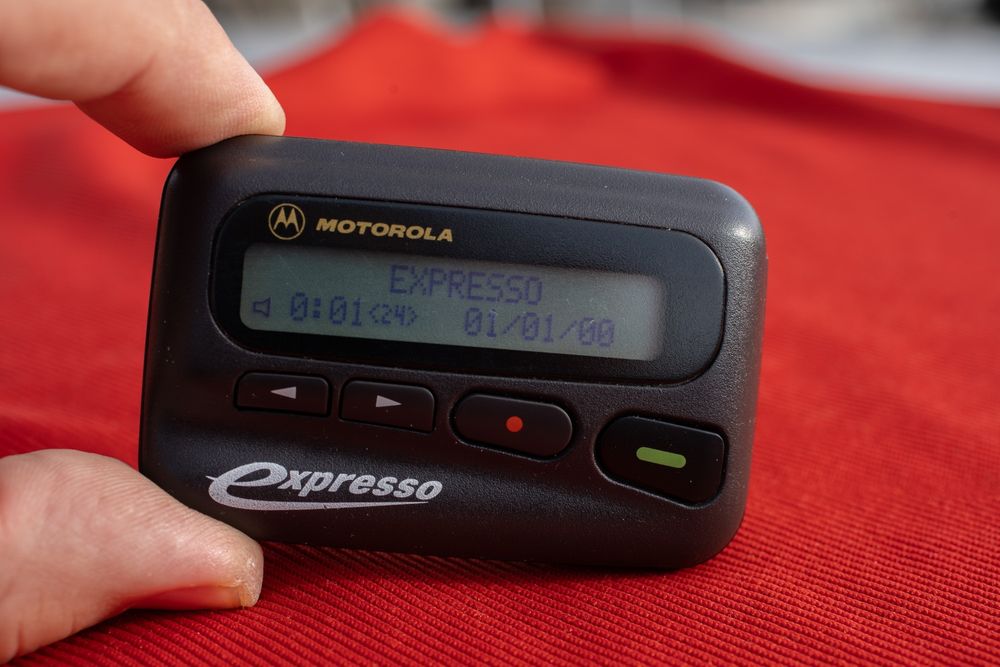 MOTOROLA
EXPRESSO
0:01<24> 01/01/00
expresso